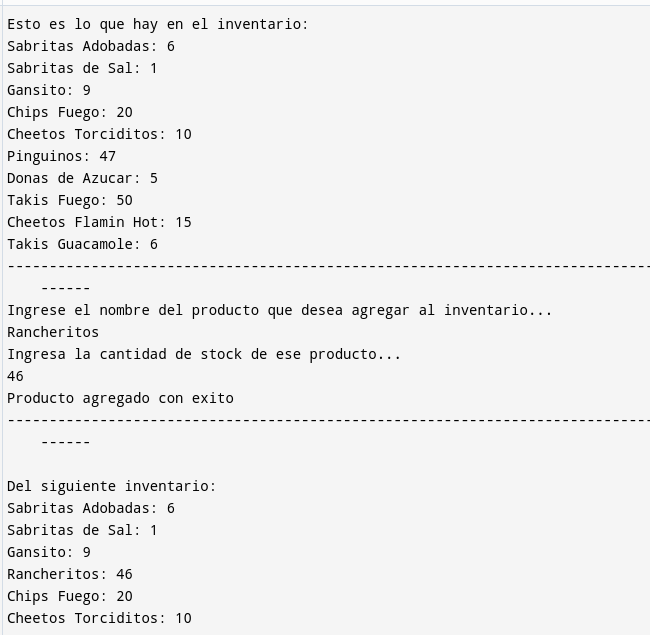 Esto es lo que hay en el inventario:
Sabritas Adobadas: 6
Sabritas de Sal: 1
Gansito: 9
Chips Fuego: 20
Cheetos Torciditos: 10
Pinguinos: 47
Donas de Azucar: 5
Takis Fuego: 50
Cheetos Flamin Hot: 15
Takis Guacamole: 6
-----------------------------------------------------------------------------
------
Ingrese el nombre del producto que desea agregar al inventario...
Rancheritos
Ingresa la cantidad de stock de ese producto...
46
Producto agregado con exito
-----------------------------------------------------------------------------
------
Del siguiente inventario:
Sabritas Adobadas: 6
Sabritas de Sal: 1
Gansito: 9
Rancheritos: 46
Chips Fuego: 20
Cheetos Torciditos: 10